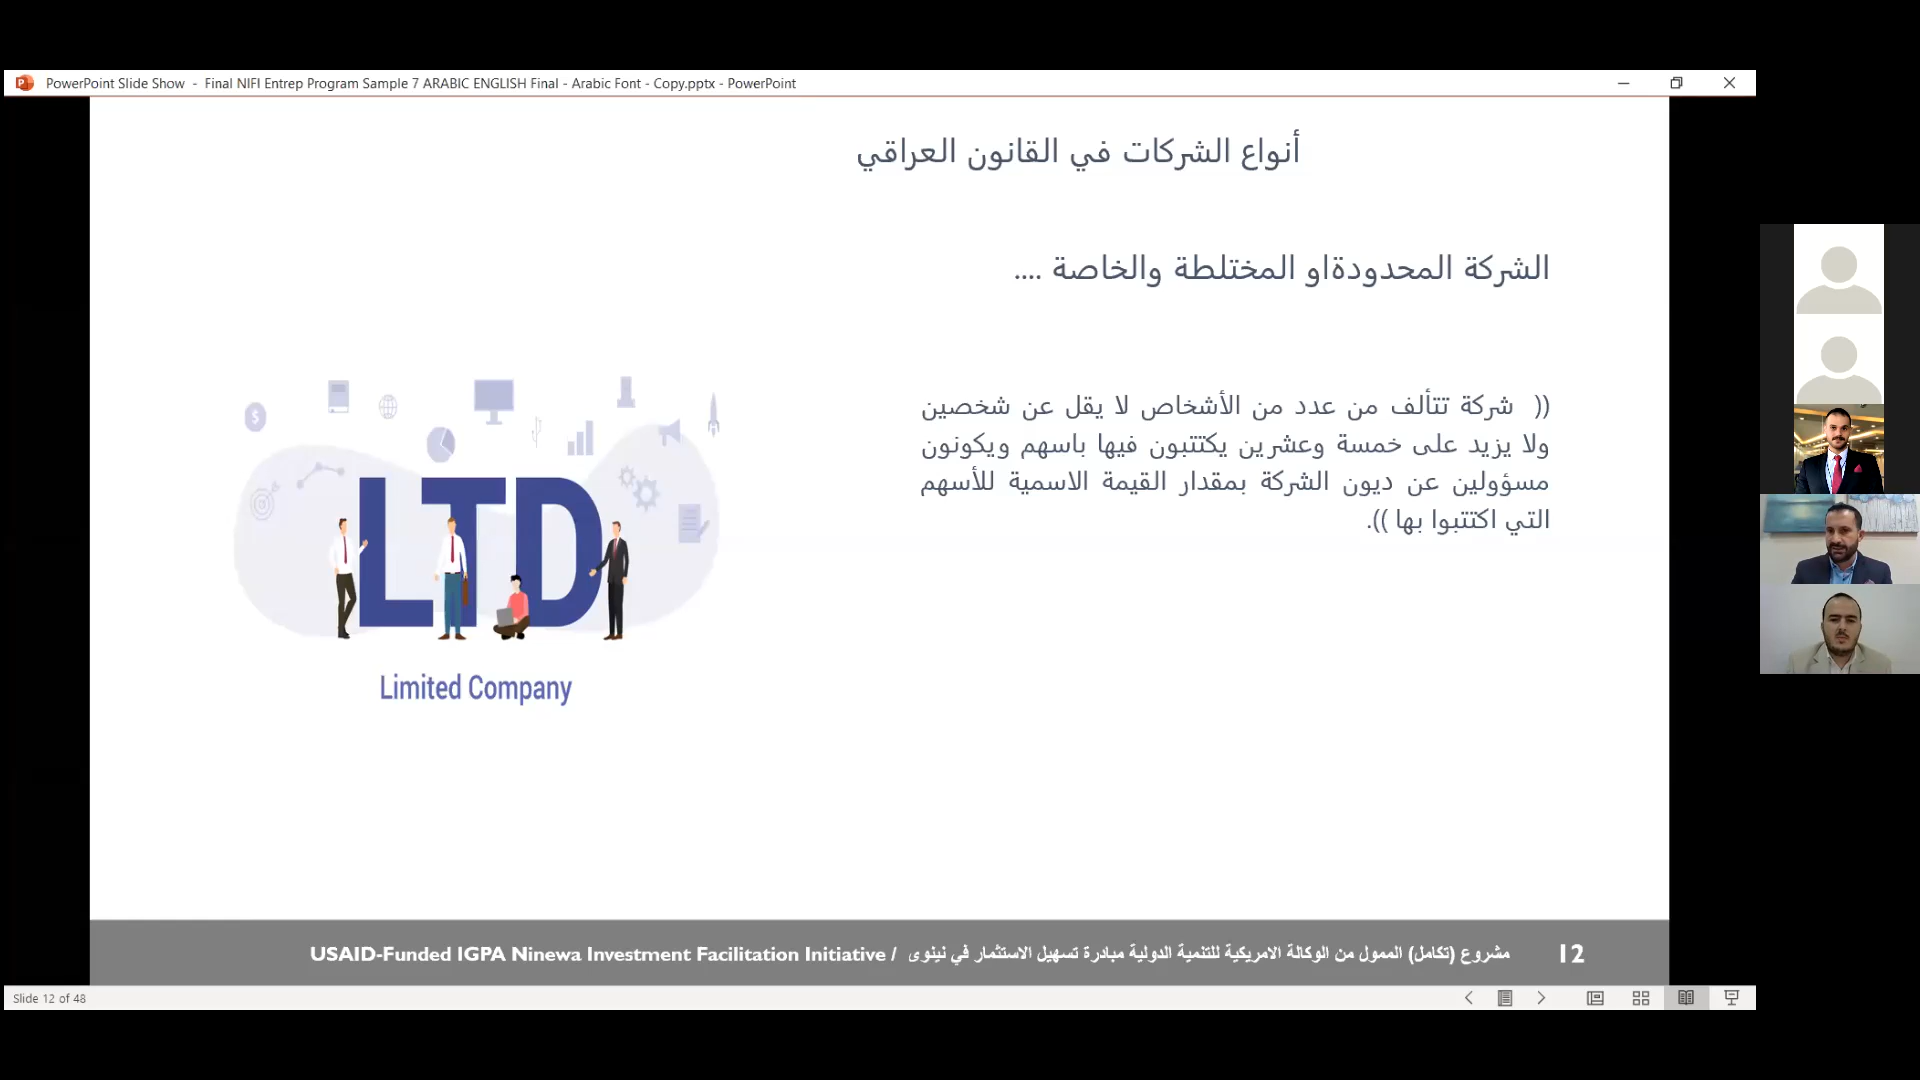 PowerPoint Slide Show - Final NIFI Entrep Program Sample 7 ARABIC ENGLISH Final - Arabic Font - Copy.pptx - PowerPoint
أنواع الشركات في القانون العراقي
الشركة المحدودةاو المختلطة والخاصة ....
(( شركة تتألف من عدد من الأشخاص لا يقل عن شخصين
ولا يزيد على خمسة وعشرين يكتتبون فيها باسهم ويكونون
مسؤولين عن ديون الشركة بمقدار القيمة الاسمية للأسهم
التي اكتتبوا بها )).
LTD
Limited Company
مشروع (تكامل) الممول من الوكالة الامريكية للتنمية الدولية مبادرة تسهيل الاستثمار في نينوى / USAID-Funded IGPA Ninewa Investment Facilitation Initiative
12
Slide 12 of 48